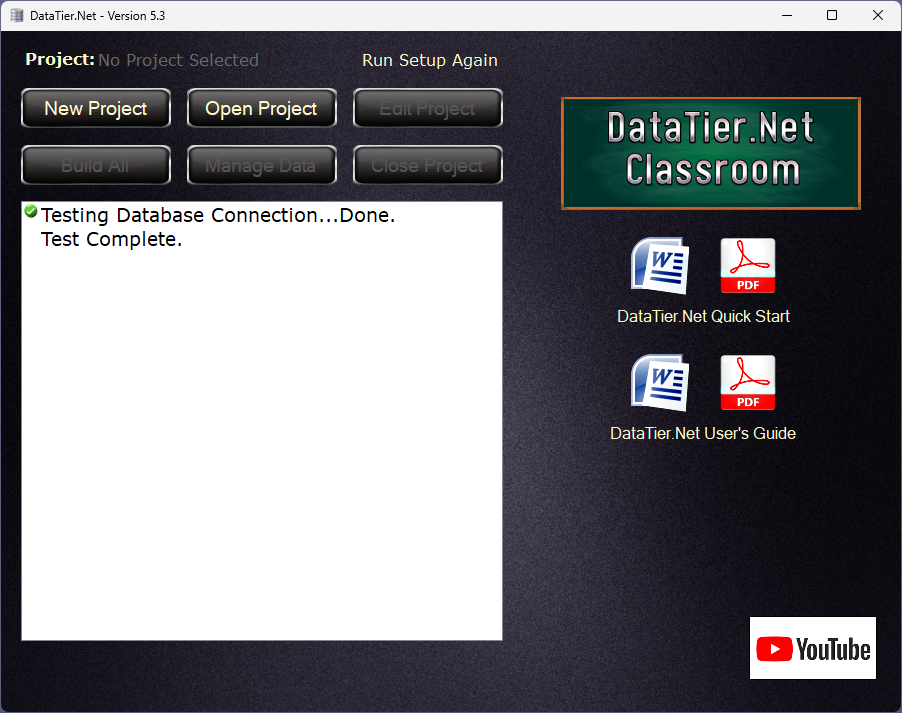 DataTier.Net - Version 5.3
Project: No Project Selected
Run Setup Again
New Project
Open Project
Edit Project
Build All
Manage Data
Close Project
DataTier.Net
Classroom
Testing Database Connection...Done.
Test Complete.
W
PDF
DataTier.Net Quick Start
W
PDF
DataTier.Net User's Guide
YouTube